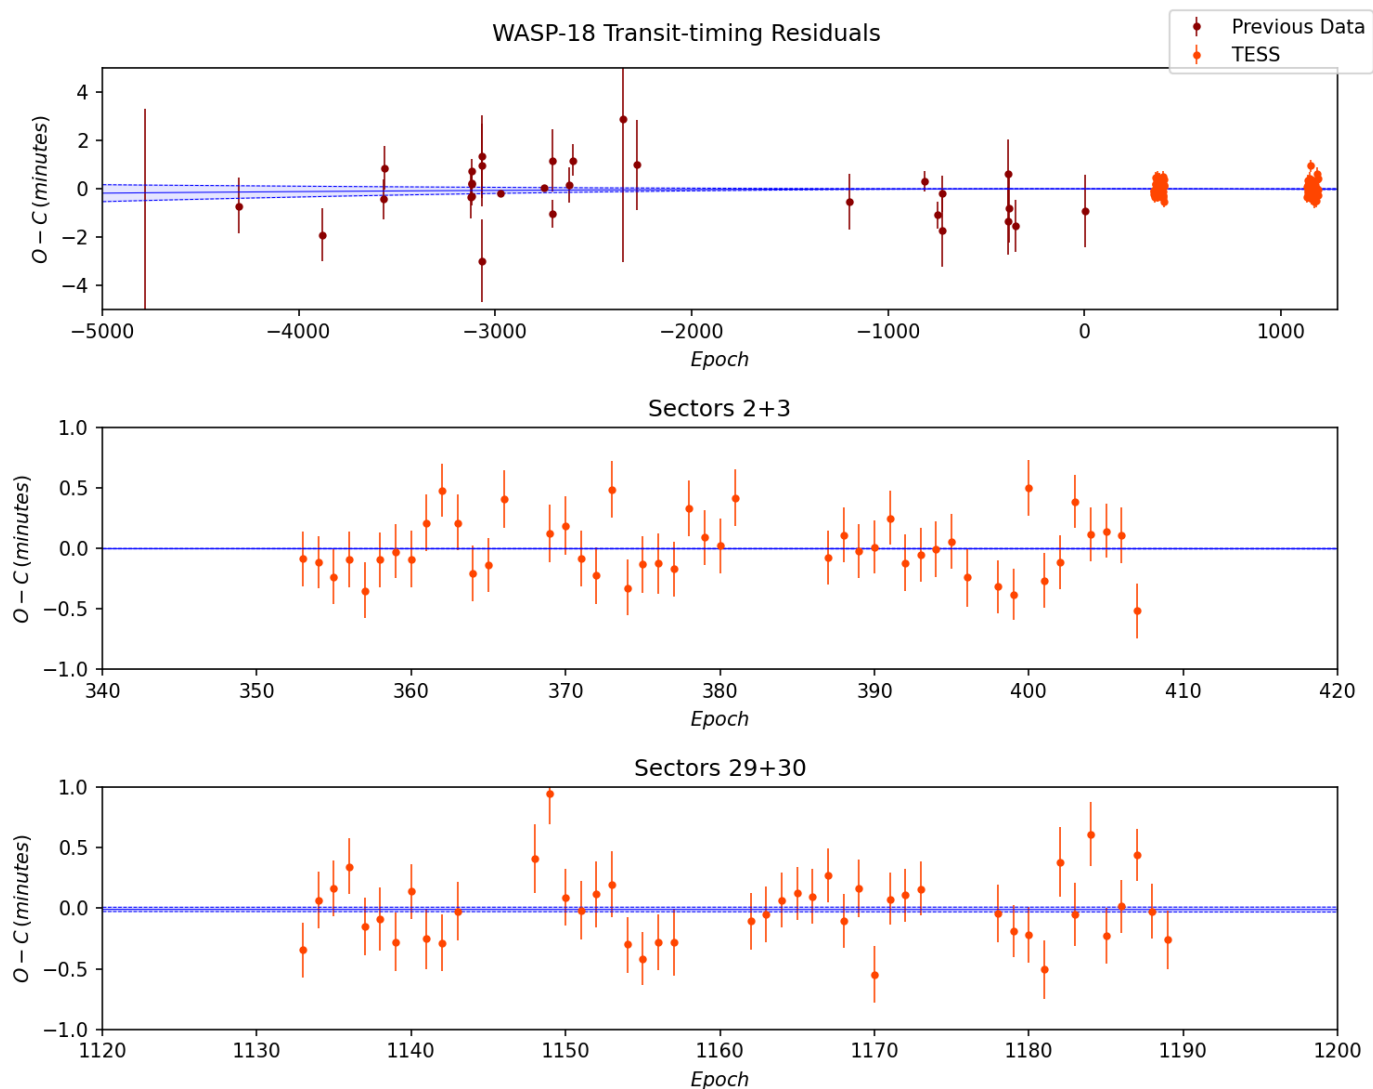 WASP-18 Transit-timing Residuals
Previous Data
TESS
4
2
0
−2
−4
O − C (minutes)
−5000 −4000 −3000 −2000 −1000 0 1000
Epoch
Sectors 2+3
1.0
0.5
0.0
−0.5
−1.0
O − C (minutes)
340 350 360 370 380 390 400 410 420
Epoch
Sectors 29+30
1.0
0.5
0.0
−0.5
−1.0
O − C (minutes)
1120 1130 1140 1150 1160 1170 1180 1190 1200
Epoch